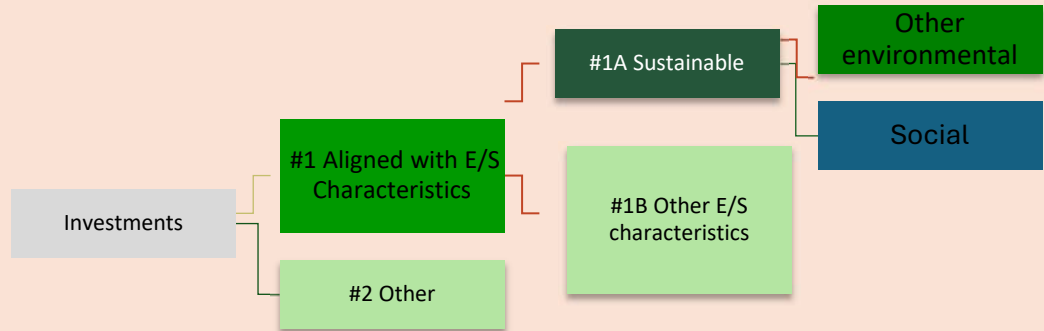 Investments
#1 Aligned with E/S
Characteristics
#2 Other
#1A Sustainable
#1B Other E/S
characteristics
Other
environmental
Social